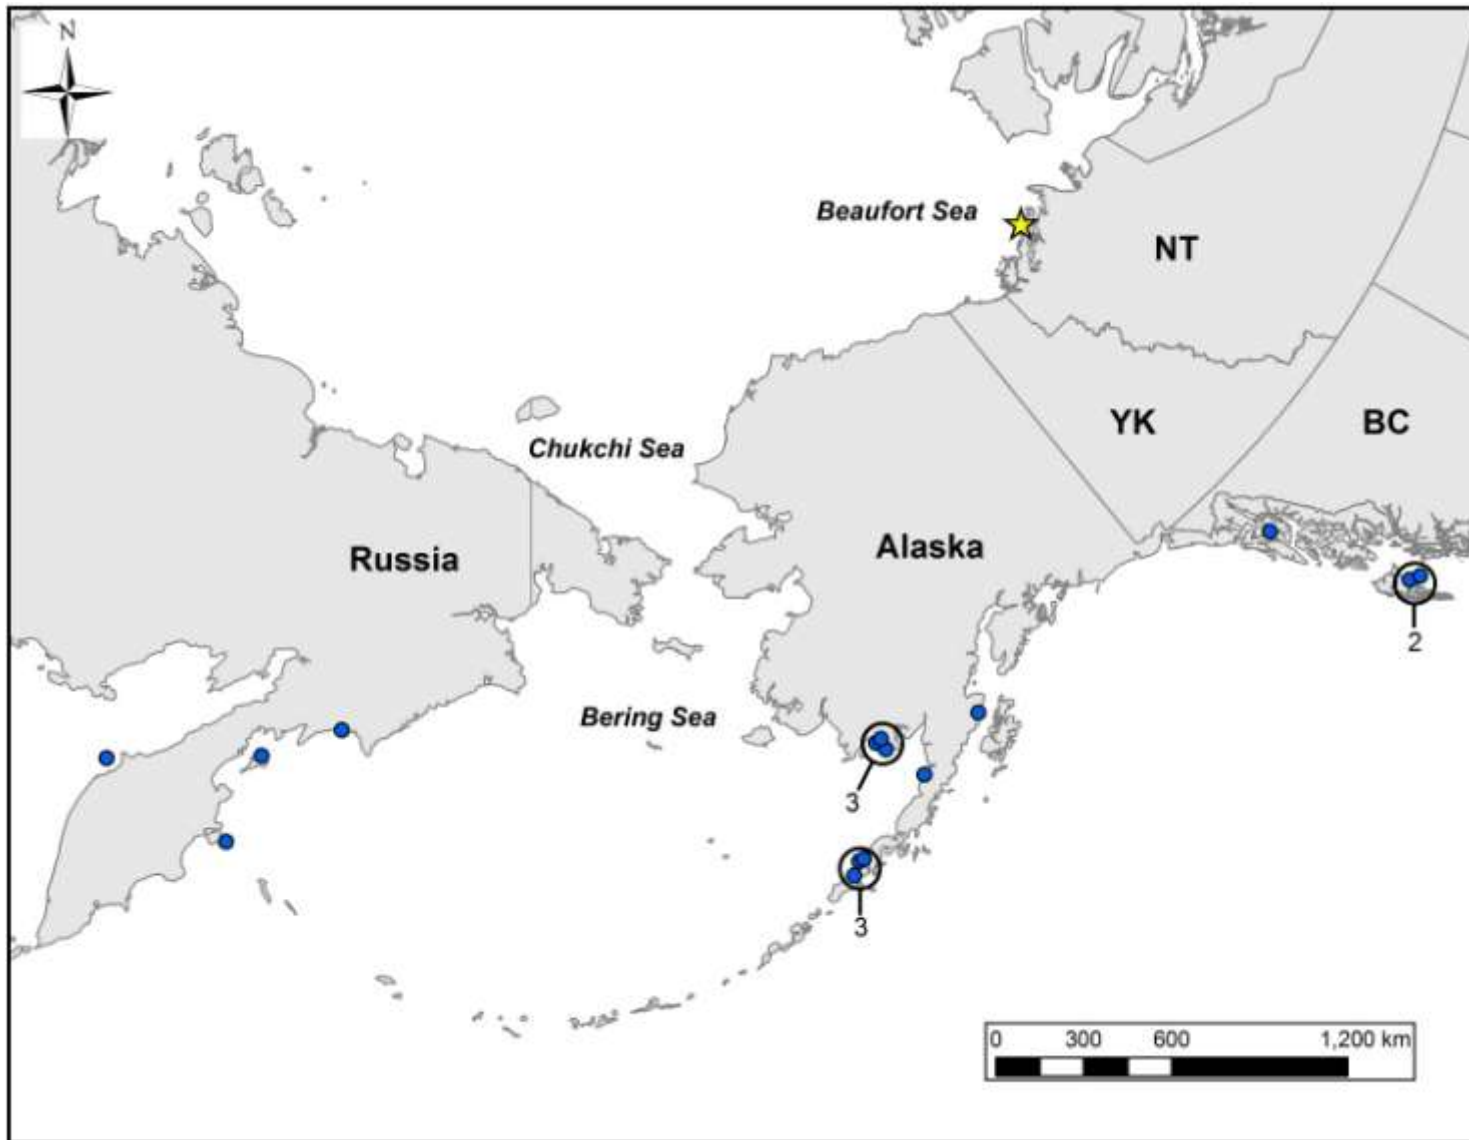 N
Beaufort Sea
NT
YK
BC
Chukchi Sea
Russia
Alaska
2
Bering Sea
3
3
0 300 600 1,200 km